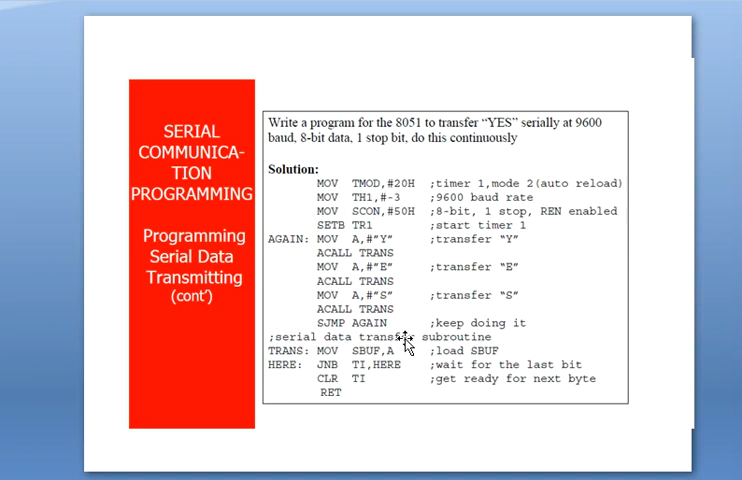 SERIAL
COMMUNICA-
TION
PROGRAMMING
Programming
Serial Data
Transmitting
(cont’)
Write a program for the 8051 to transfer “YES” serially at 9600
baud, 8-bit data, 1 stop bit, do this continuously
Solution:
MOV TMOD,#20H ;timer 1,mode 2(auto reload)
MOV TH1,#-3 ;9600 baud rate
MOV SCON,#50H ;8-bit, 1 stop, REN enabled
SETB TR1 ;start timer 1
AGAIN: MOV A,#”Y” ;transfer “Y”
ACALL TRANS
MOV A,#”E” ;transfer “E”
ACALL TRANS
MOV A,#”S” ;transfer “S”
ACALL TRANS
SJMP AGAIN ;keep doing it
;serial data transfer subroutine
TRANS: MOV SBUF,A ;load SBUF
HERE: JNB TI,HERE ;wait for the last bit
CLR TI ;get ready for next byte
RET